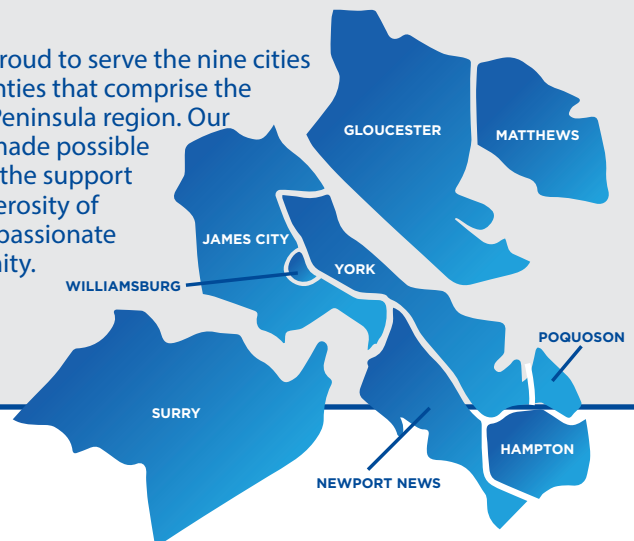 roud to serve the nine cities
nties that comprise the
Peninsula region. Our
nade possible
the support
erosity of
passionate
nity.
GLOUCESTER
MATTHEWS
JAMES CITY
YORK
WILLIAMSBURG
POQUOSON
SURRY
HAMPTON
NEWPORT NEWS